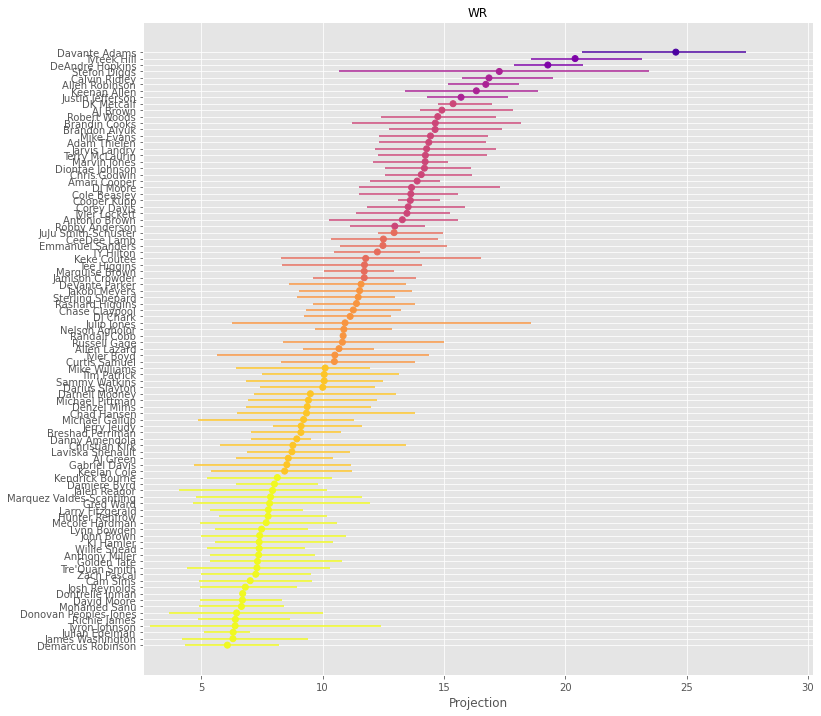 WR
Davante Adams
Tyreek Hill
DeAndre Hopkins
Stefon Diggs
Calvin Ridley
Allen Robinson
Keenan Allen
Justin Jefferson
DK Metcalf
AJ Brown
Robert Woods
Brandin Cooks
Brandon Aiyuk
Mike Evans
Adam Thielen
Jarvis Landry
Terry McLaurin
Marvin Jones
Diontae Johnson
Chris Godwin
Amari Cooper
DJ Moore
Cole Beasley
Cooper Kupp
Corey Davis
Tyler Lockett
Antonio Brown
Robby Anderson
JuJu Smith-Schuster
CeeDee Lamb
Emmanuel Sanders
TY Hilton
Keke Coutee
Tee Higgins
Marquise Brown
Jamison Crowder
DeVante Parker
Jakobi Meyers
Sterling Shepard
Rashard Higgins
Chase Claypool
DJ Chark
Julio Jones
Nelson Agholor
Randall Cobb
Russell Gage
Allen Lazard
Tyler Boyd
Curtis Samuel
Mike Williams
Tim Patrick
Sammy Watkins
Darius Slayton
Darnell Mooney
Michael Pittman
Denzel Mims
Chad Hansen
Michael Gallup
Jerry Jeudy
Breshad Perriman
Danny Amendola
Christian Kirk
Laviska Shenault
AJ Green
Gabriel Davis
Keelan Cole
Kendrick Bourne
Damiere Byrd
Jalen Reagor
Marquez Valdes-Scantling
Greg Ward
Larry Fitzgerald
Hunter Renfrow
Mecole Hardman
Lynn Bowden
John Brown
KJ Hamler
Willie Snead
Anthony Miller
Golden Tate
Tre'Quan Smith
Zach Pascal
Cam Sims
Josh Reynolds
Dontrelle Inman
David Moore
Mohamed Sanu
Donovan Peoples-Jones
Richie James
Tyron Johnson
Julian Edelman
James Washington
Demarcus Robinson
5 10 15 20 25 30
Projection